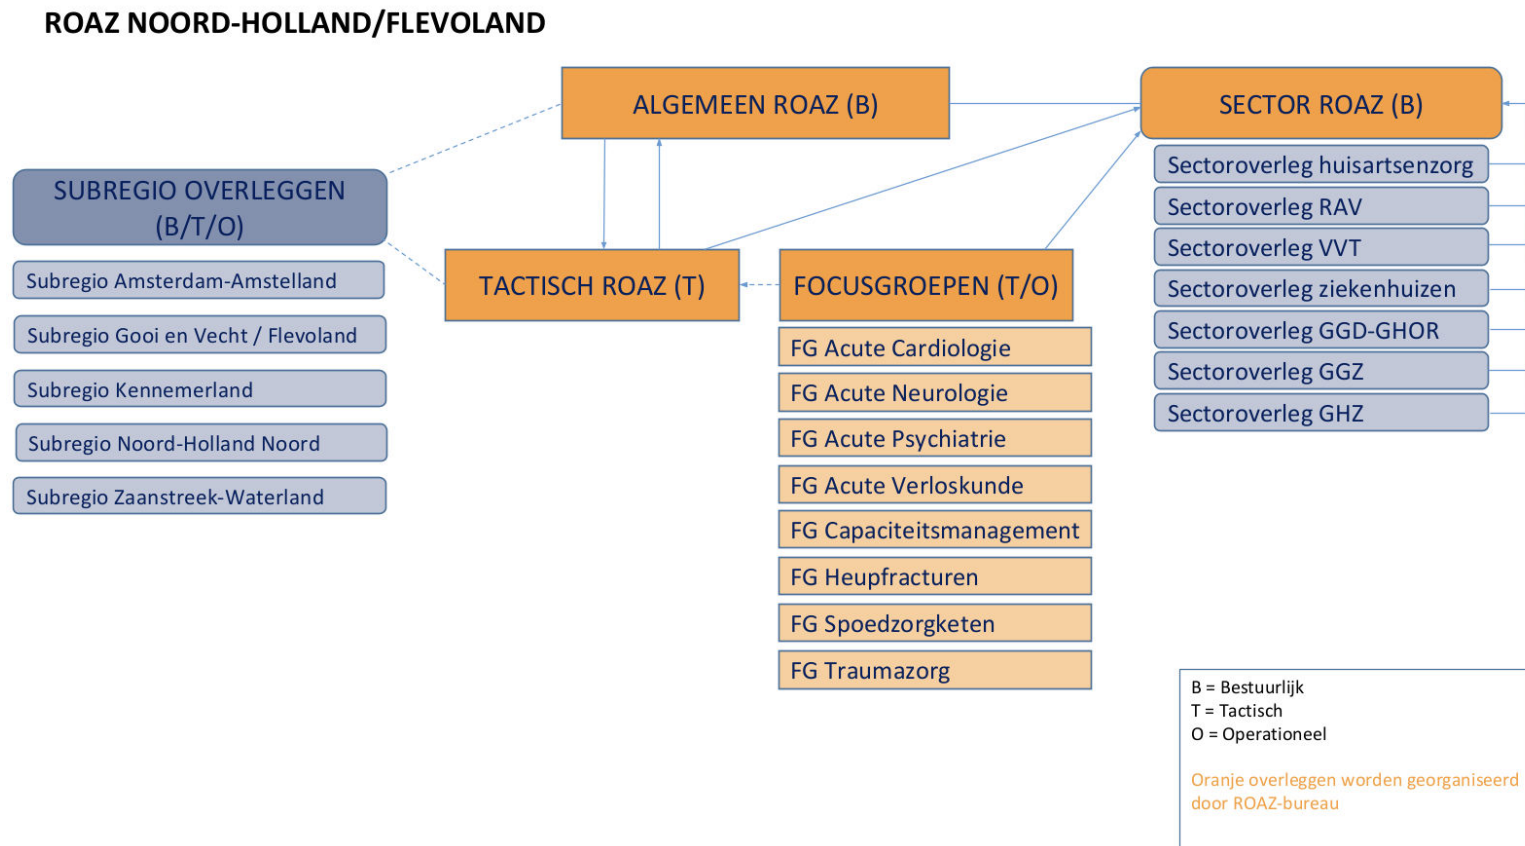 ROAZ NOORD-HOLLAND/FLEVOLAND
ALGEMEEN ROAZ (B)
SECTOR ROAZ (B)
SUBREGIO OVERLEGGEN
(B/T/O)
Subregio Amsterdam-Amstelland
Subregio Gooi en Vecht / Flevoland
Subregio Kennemerland
Subregio Noord-Holland Noord
Subregio Zaanstreek-Waterland
TACTISCH ROAZ (T)
FOCUSGROEPEN (T/O)
FG Acute Cardiologie
FG Acute Neurologie
FG Acute Psychiatrie
FG Acute Verloskunde
FG Capaciteitsmanagement
FG Heupfracturen
FG Spoedzorgketen
FG Traumazorg
Sectoroverleg huisartsenzorg
Sectoroverleg RAV
Sectoroverleg VVT
Sectoroverleg ziekenhuizen
Sectoroverleg GGD-GHOR
Sectoroverleg GGZ
Sectoroverleg GHZ
B = Bestuurlijk
T = Tactisch
O = Operationeel
Oranje overleggen worden georganiseerd
door ROAZ-bureau